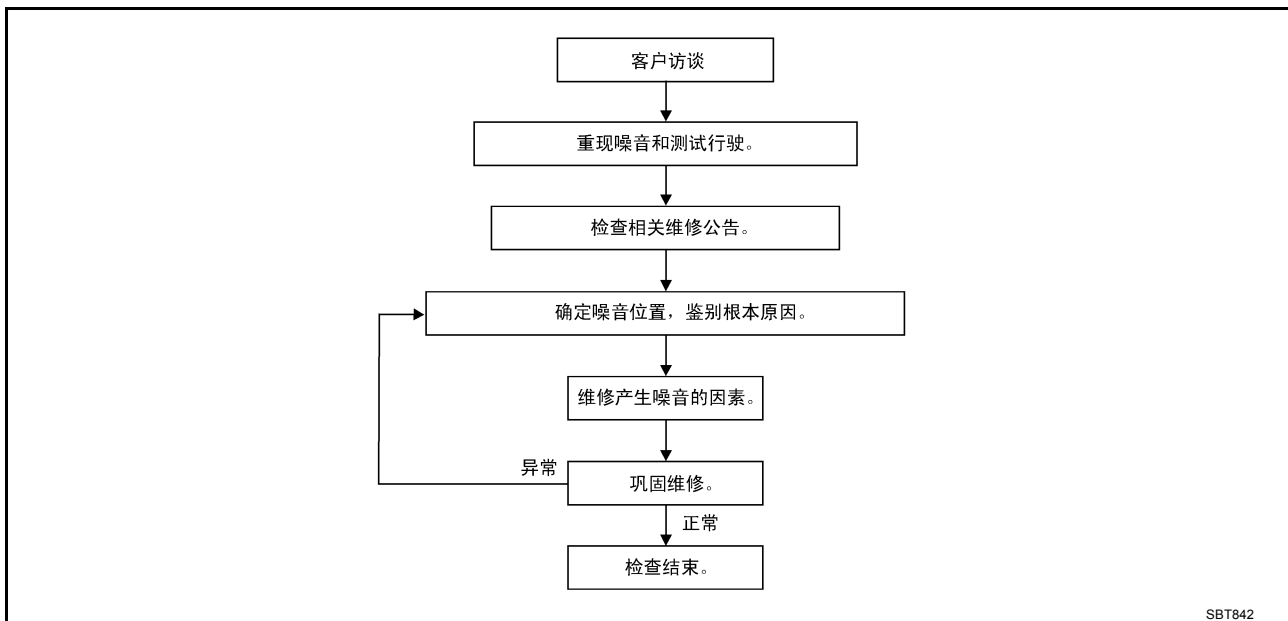 客户访谈
重现噪音和测试行驶。
检查相关维修公告。
确定噪音位置，鉴别根本原因。
维修产生噪音的因素。
异常
巩固维修。
正常
检查结束。
SBT842